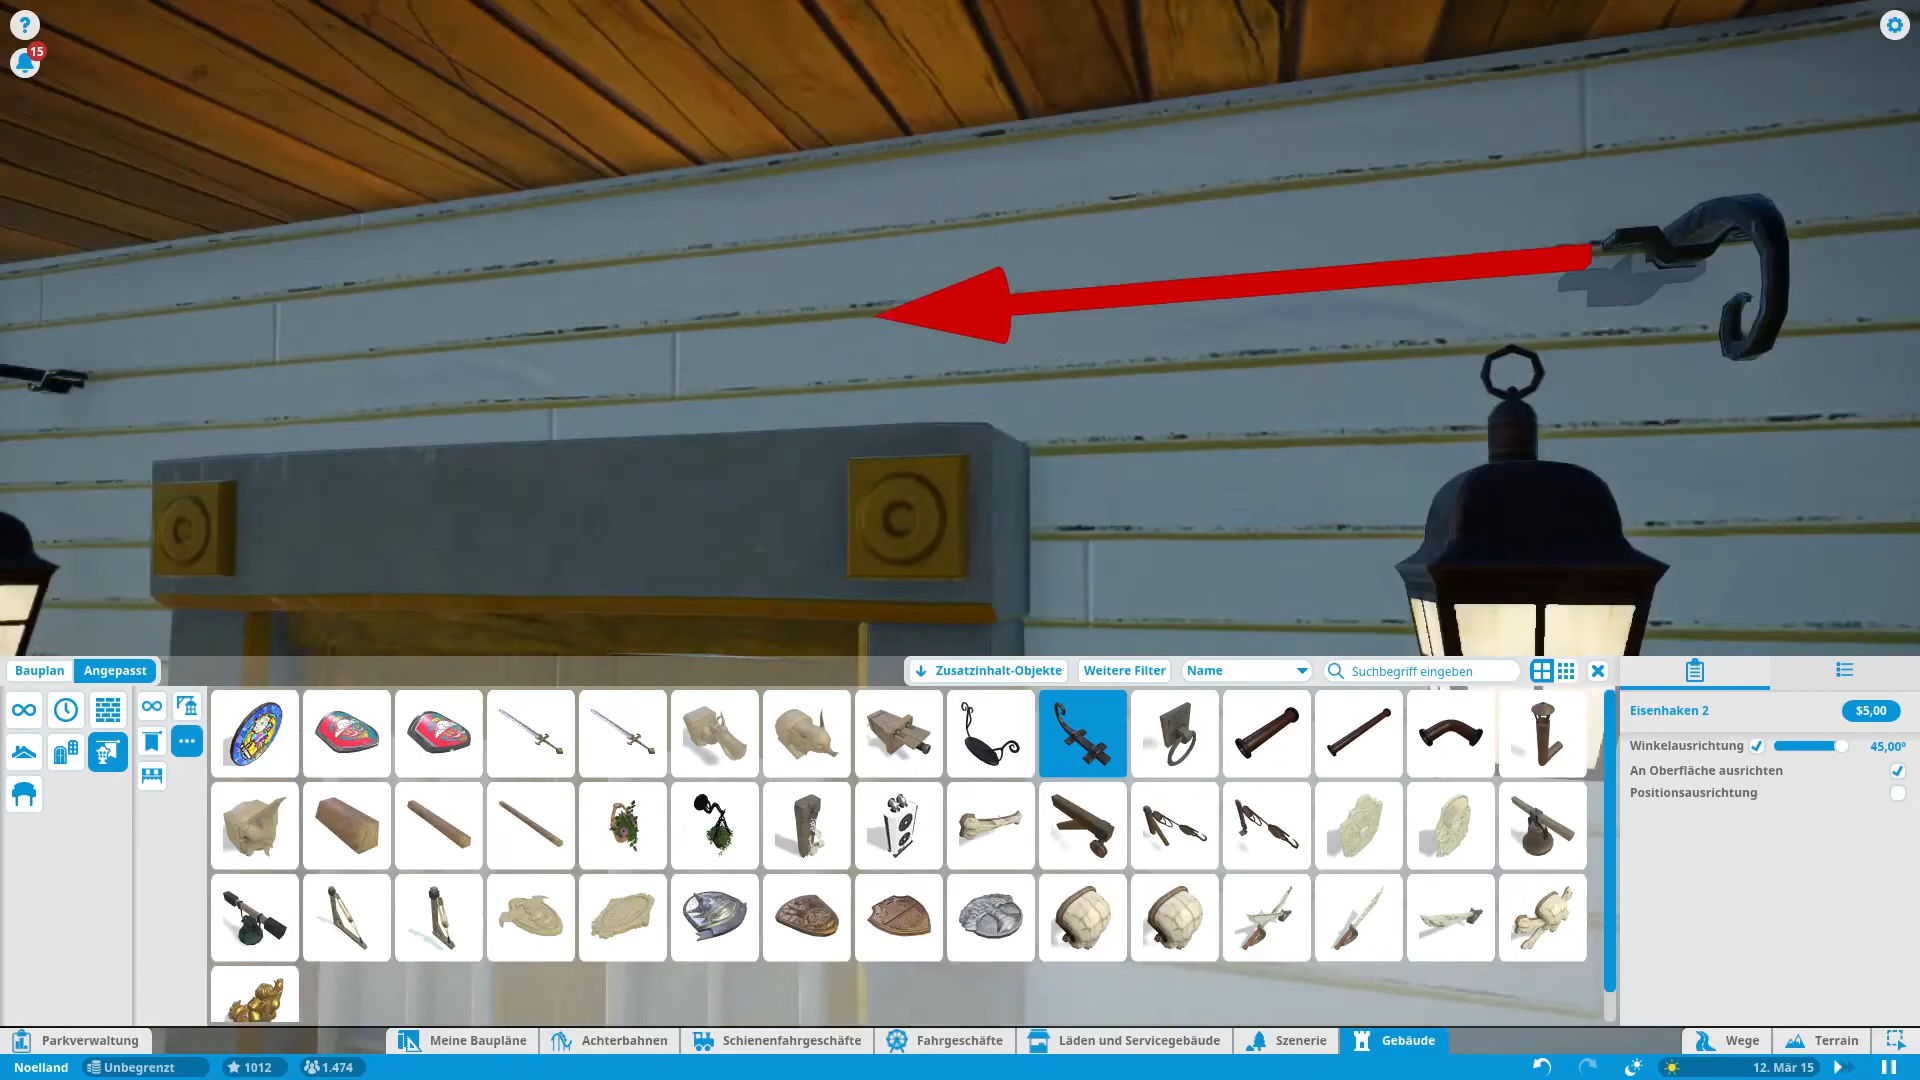 ?
15
Bauplan
Angepasst
Zusatzinhalt-Objekte
Weitere Filter
Name
Suchbegriff eingeben
Eisenhaken 2
$5,00
Winkelausrichtung
45,00°
An Oberfläche ausrichten
Positionsausrichtung
Parkverwaltung
Meine Baupläne
Achterbahnen
Schienenfahrgeschäfte
Fahrgeschäfte
Läden und Servicegebäude
Szenerie
Gebäude
Wege
Terrain
Noelland
Unbegrenzt
1012
1.474
12. Mär 15